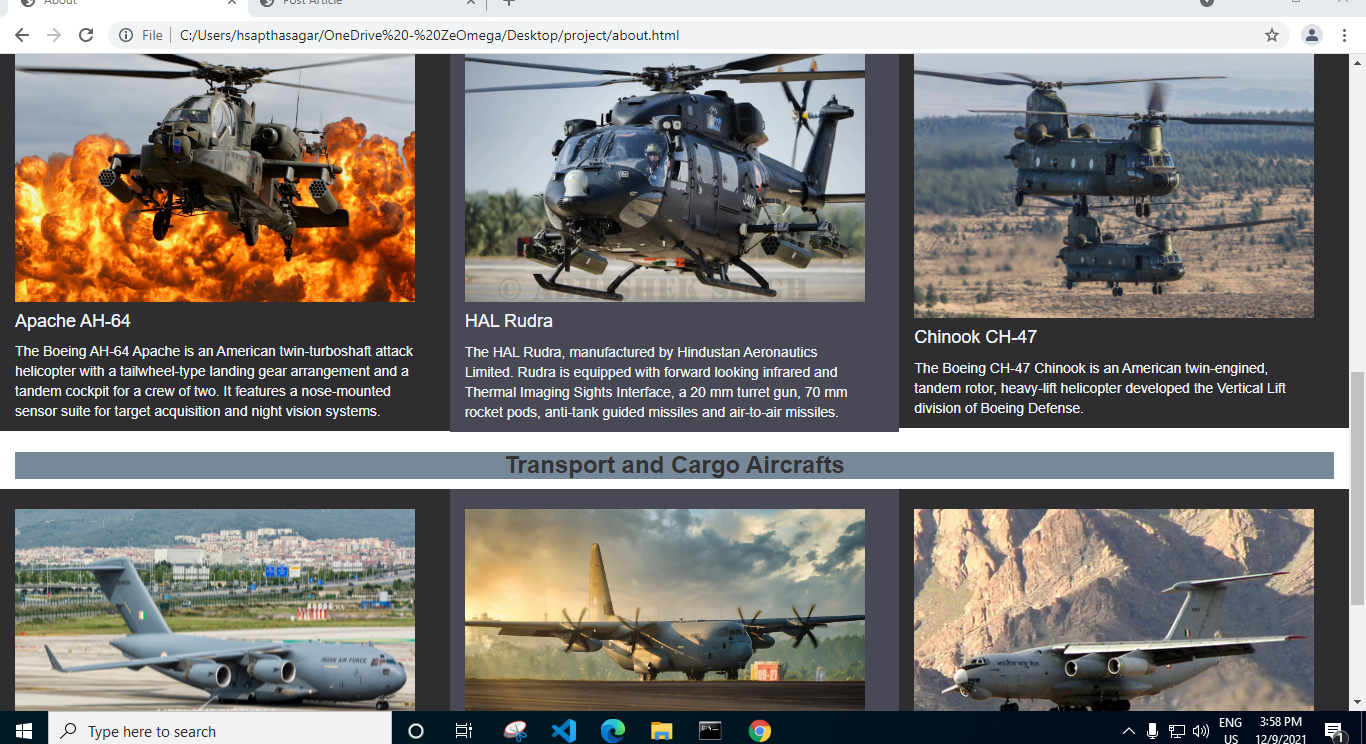 About
Post Article
File
C:/Users/hsapthasagar/OneDrive%20-%20ZeOmega/Desktop/project/about.html
J4042
Apache AH-64
The Boeing AH-64 Apache is an American twin-turboshaft attack
helicopter with a tailwheel-type landing gear arrangement and a
tandem cockpit for a crew of two. It features a nose-mounted
sensor suite for target acquisition and night vision systems.
HAL Rudra
The HAL Rudra, manufactured by Hindustan Aeronautics
Limited. Rudra is equipped with forward looking infrared and
Thermal Imaging Sights Interface, a 20 mm turret gun, 70 mm
rocket pods, anti-tank guided missiles and air-to-air missiles.
Chinook CH-47
The Boeing CH-47 Chinook is an American twin-engined,
tandem rotor, heavy-lift helicopter developed the Vertical Lift
division of Boeing Defense.
Transport and Cargo Aircrafts
INDIAN AIR FORCE
भारतीय वायु सेना
Type here to search
ENG
US
3:58 PM
12/9/2021
1